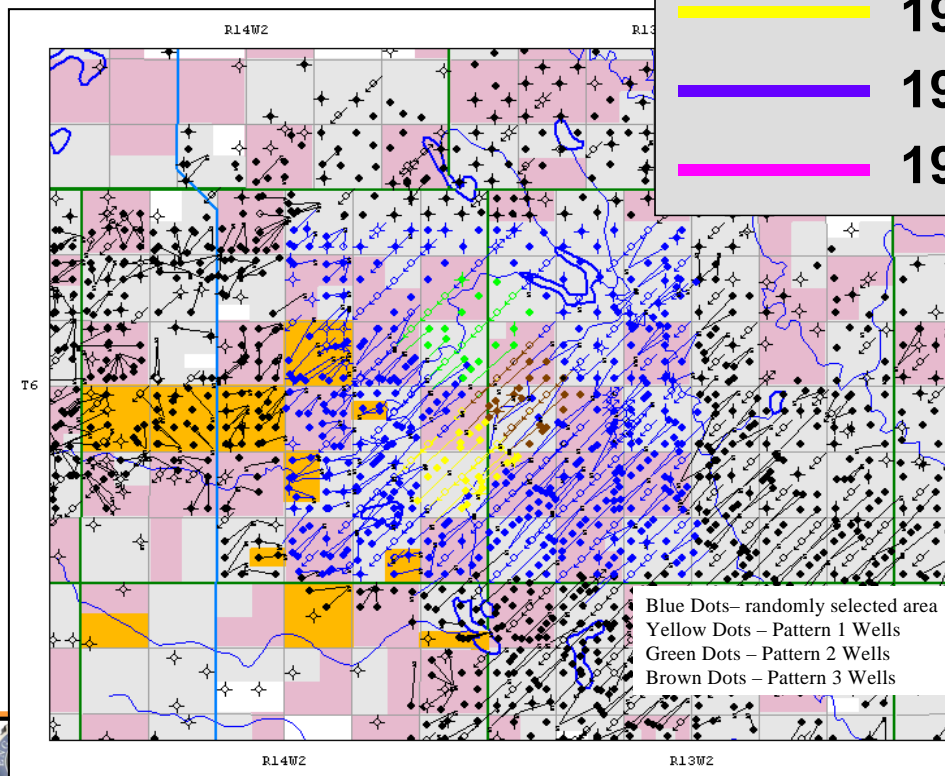 R14W2
R13
19
19
19
T6
Blue Dots– randomly selected area
Yellow Dots – Pattern 1 Wells
Green Dots – Pattern 2 Wells
Brown Dots – Pattern 3 Wells
R14W2
R13W2